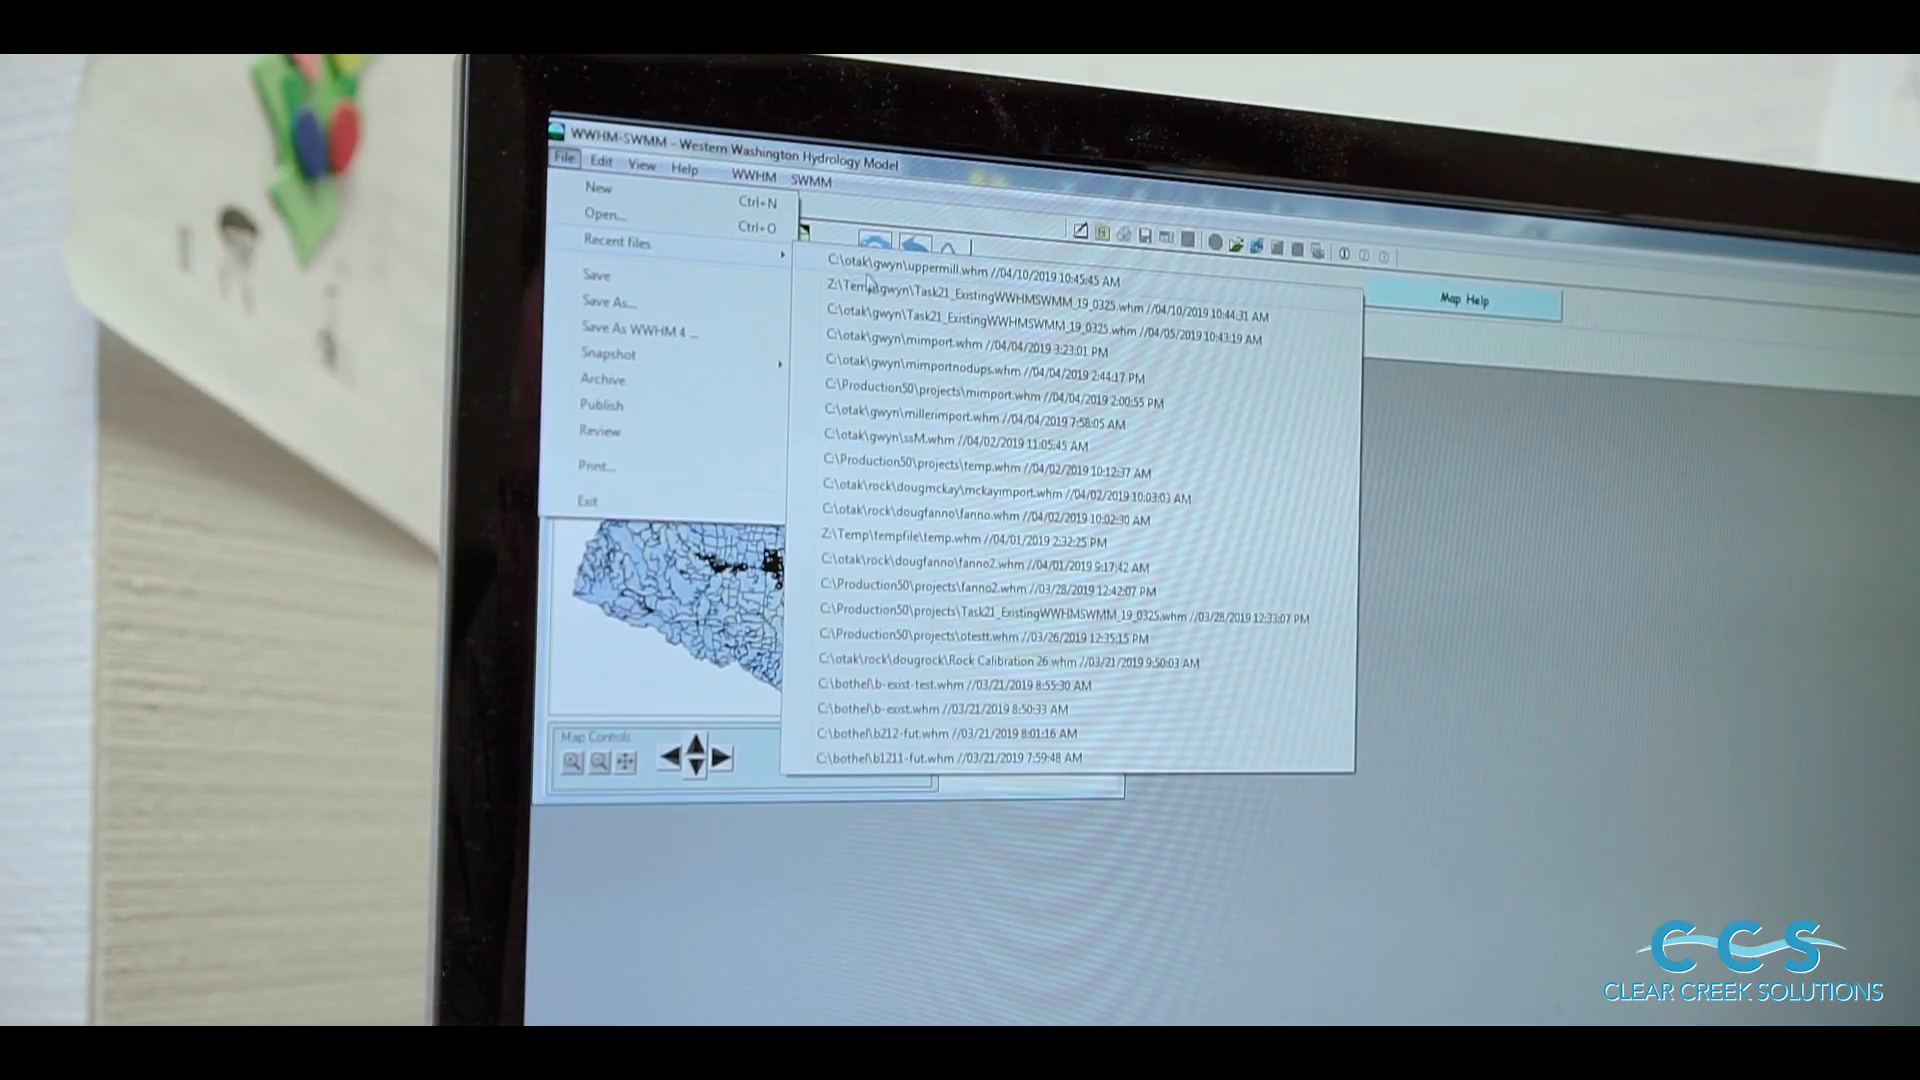 WWHM-SWMM - Western Washington Hydrology Model
File Edit View Help WWHM SWMM
New Ctrl+N
Open... Ctrl+O
Recent files
Save
Save As...
Save As WWHM 4 ...
Snapshot
Archive
Publish
Review
Print...
Exit
C:\otak\gwyn\uppermill.whm //04/10/2019 10:45:45 AM
Z:\Temp\gwyn\Task21_ExistingWWHMSWMM_19_0325.whm //04/10/2019 10:44:31 AM
C:\otak\gwyn\Task21_ExistingWWHMSWMM_19_0325.whm //04/05/2019 10:43:19 AM
C:\otak\gwyn\mimport.whm //04/04/2019 3:23:01 PM
C:\otak\gwyn\mimportnodups.whm //04/04/2019 2:44:17 PM
C:\Production50\projects\mimport.whm //04/04/2019 2:00:55 PM
C:\otak\gwyn\millerimport.whm //04/04/2019 7:58:05 AM
C:\otak\gwyn\ssM.whm //04/02/2019 11:05:45 AM
C:\Production50\projects\temp.whm //04/02/2019 10:12:37 AM
C:\otak\rock\dougmckay\mckayimport.whm //04/02/2019 10:03:03 AM
C:\otak\rock\dougfanno\fanno.whm //04/02/2019 10:02:30 AM
Z:\Temp\tempfile\temp.whm //04/01/2019 2:32:25 PM
C:\otak\rock\dougfanno\fanno2.whm //04/01/2019 9:17:42 AM
C:\Production50\projects\fanno2.whm //03/28/2019 12:42:07 PM
C:\Production50\projects\Task21_ExistingWWHMSWMM_19_0325.whm //03/28/2019 12:33:07 PM
C:\Production50\projects\otestt.whm //03/26/2019 12:35:15 PM
C:\otak\rock\dougrock\Rock Calibration 26.whm //03/21/2019 9:50:03 AM
C:\bothel\b-exist-test.whm //03/21/2019 8:55:30 AM
C:\bothel\b-exist.whm //03/21/2019 8:50:33 AM
C:\bothel\b212-fut.whm //03/21/2019 8:01:16 AM
C:\bothel\b1211-fut.whm //03/21/2019 7:59:48 AM
Map Help
Map Controls
CCS
CLEAR CREEK SOLUTIONS